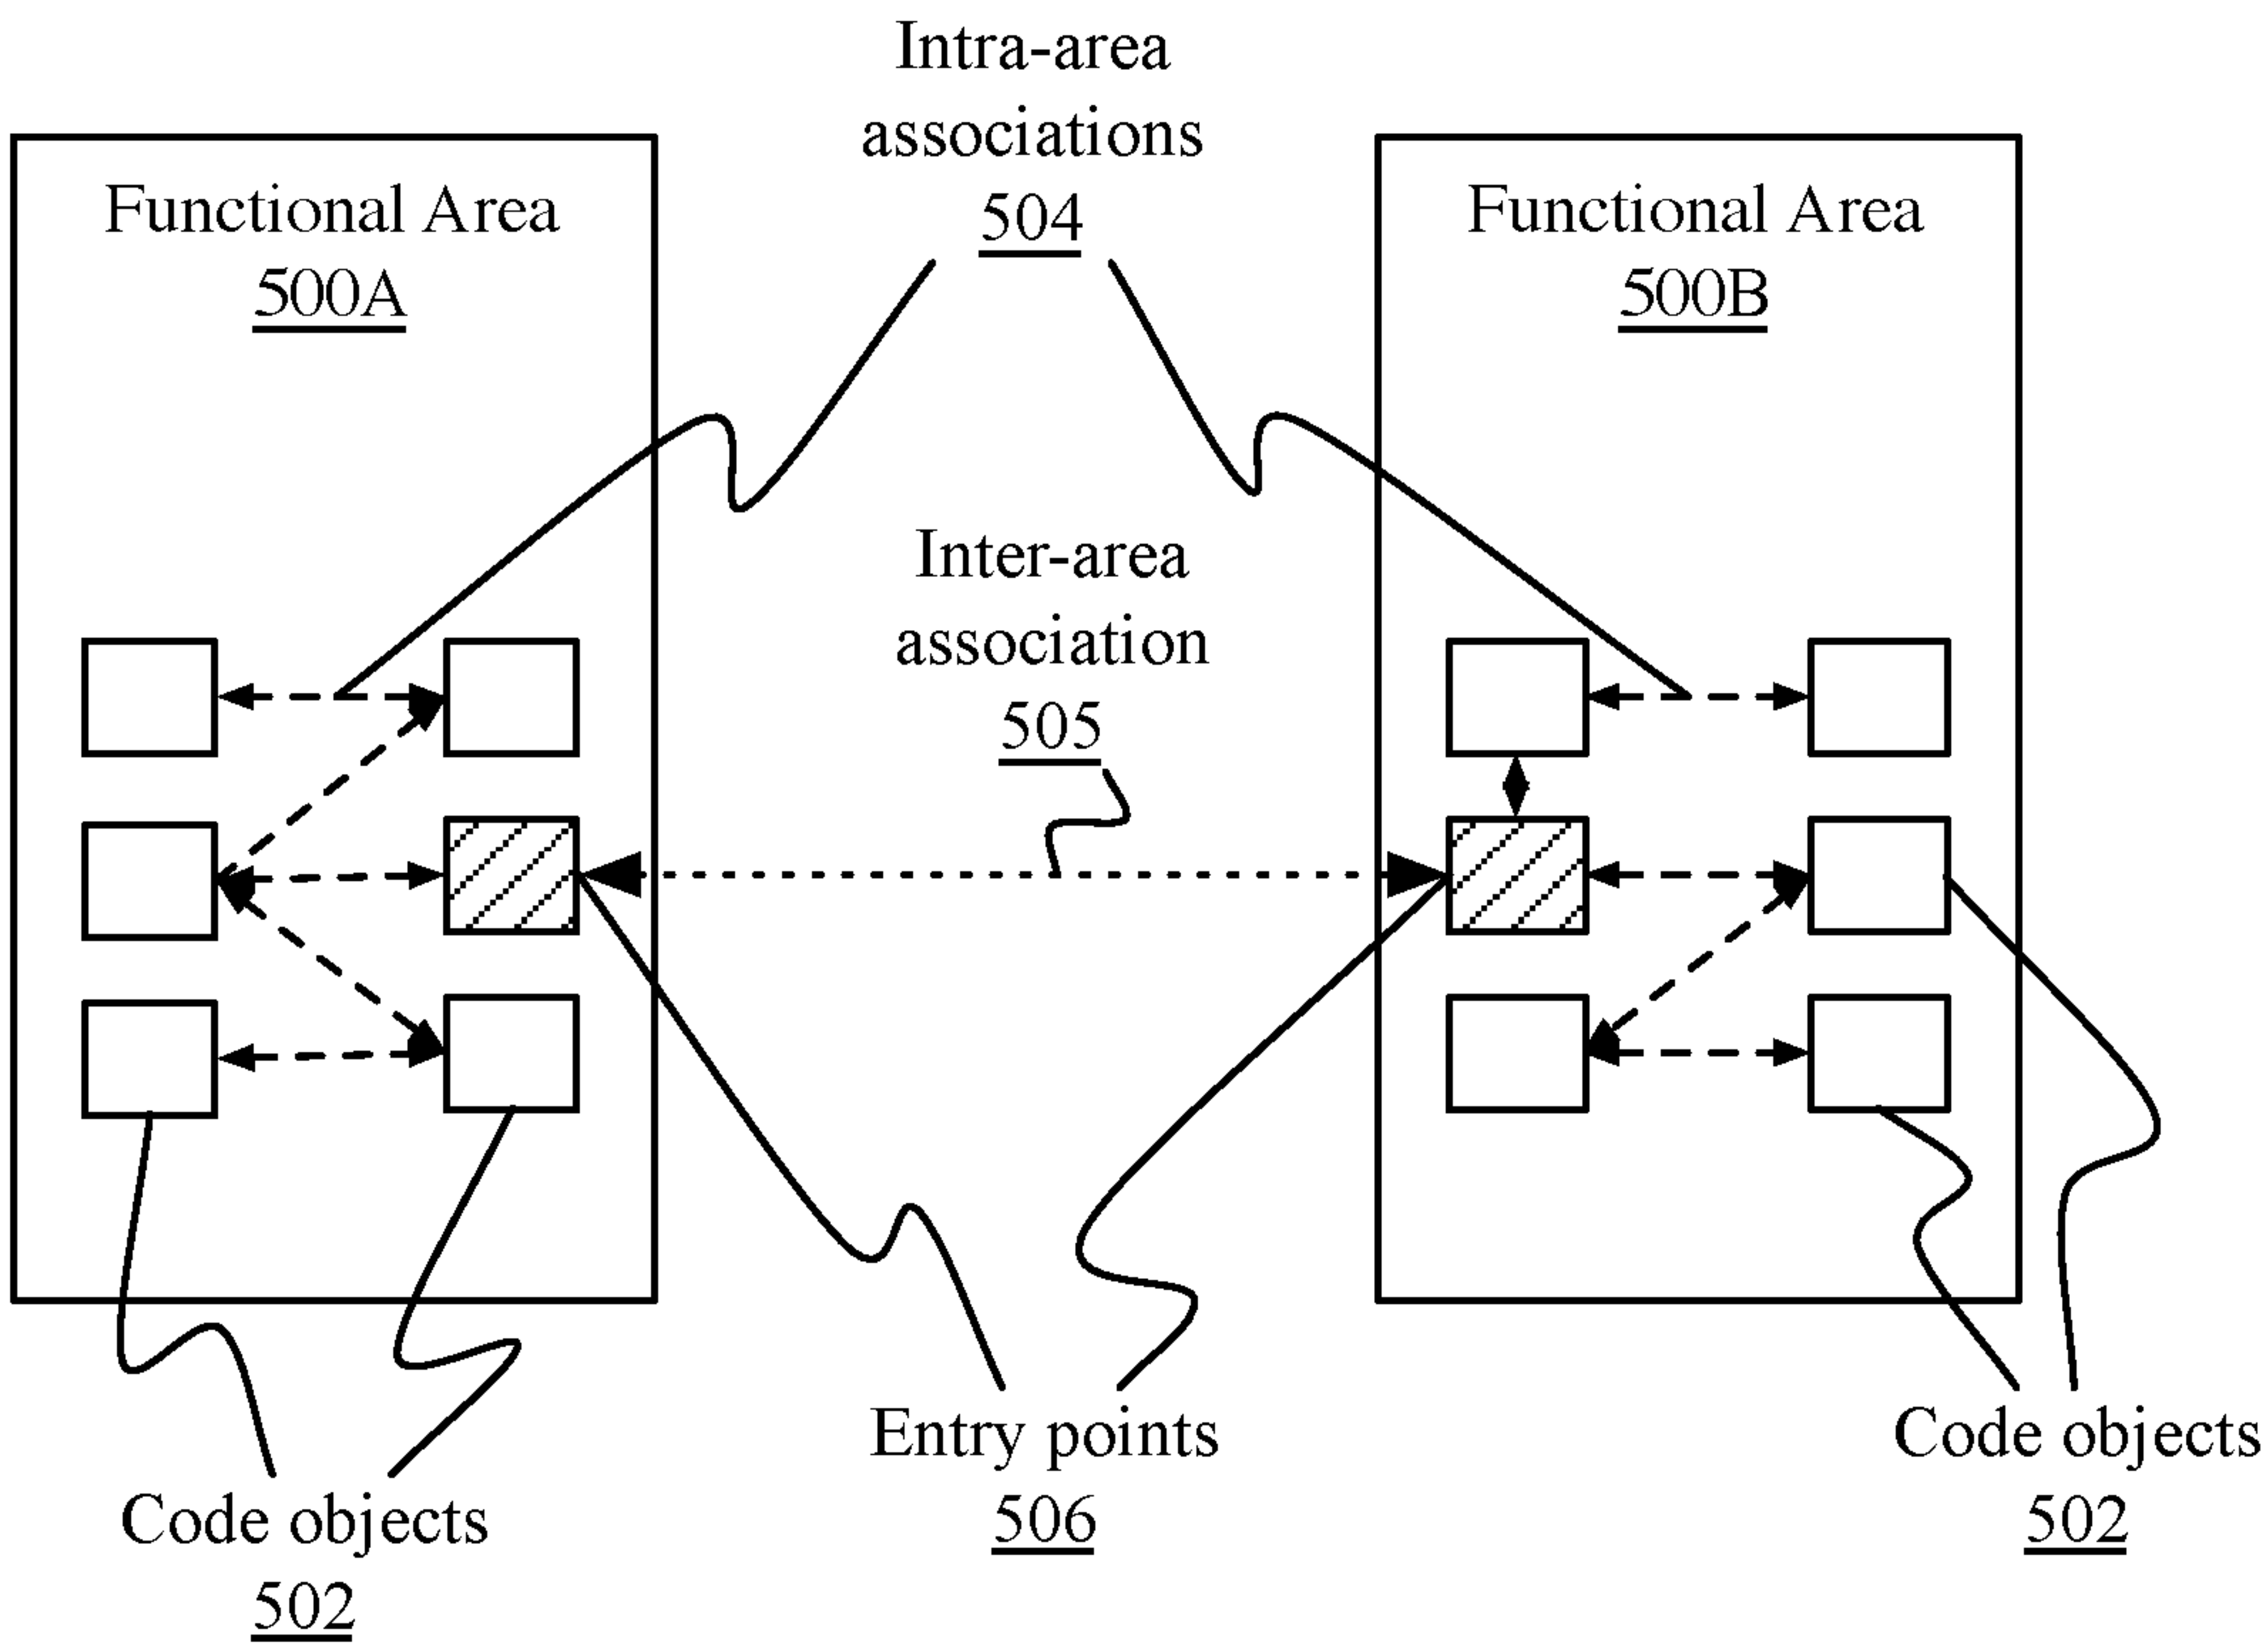 Intra-area
associations
504
Functional Area
500A
Functional Area
500B
Inter-area
association
505
Entry points
506
Code objects
502
Code objects
502